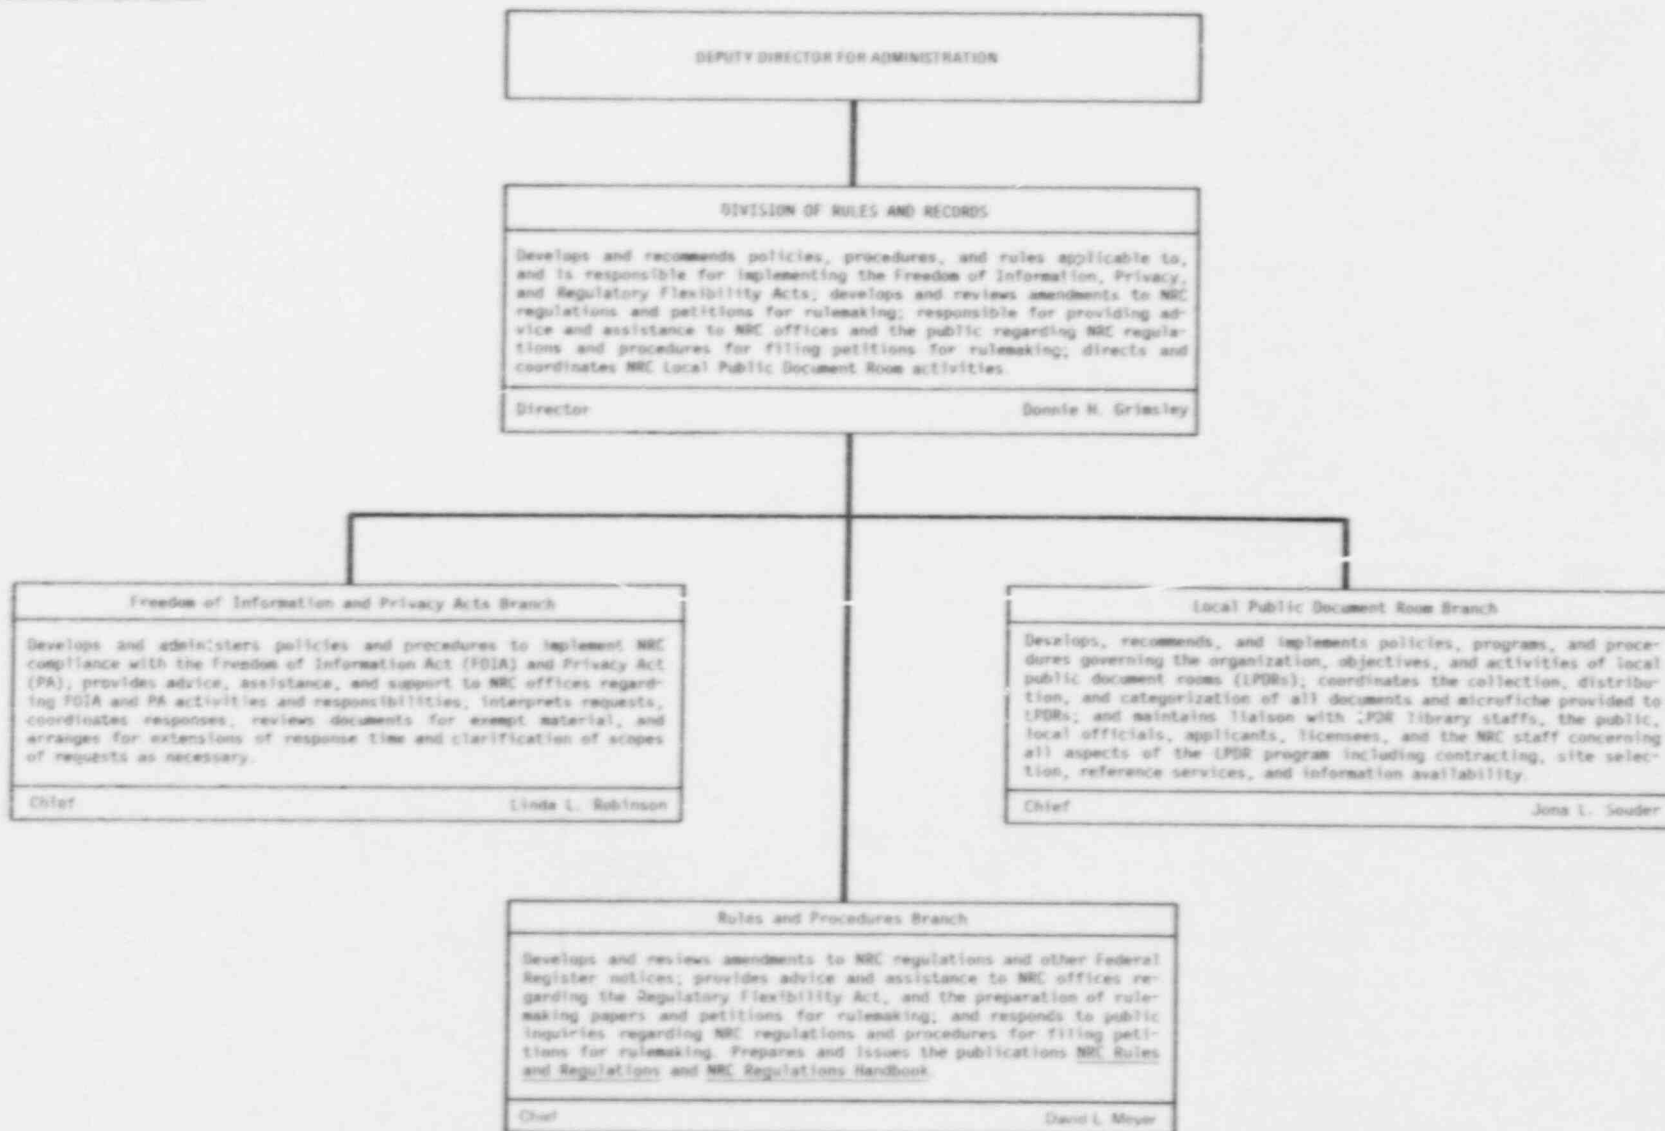 DEPUTY DIRECTOR FOR ADMINISTRATION
DIVISION OF RULES AND RECORDS
Develops and recommends policies, procedures, and rules applicable to,
and is responsible for implementing the Freedom of Information, Privacy,
and Regulatory Flexibility Acts; develops and reviews amendments to NRC
regulations and petitions for rulemaking; responsible for providing ad-
vice and assistance to NRC offices and the public regarding NRC regula-
tions and procedures for filing petitions for rulemaking; directs and
coordinates NRC Local Public Document Room activities.
Director Donnie H. Grimsley
Freedom of Information and Privacy Acts Branch
Develops and administers policies and procedures to implement NRC
compliance with the Freedom of Information Act (FOIA) and Privacy Act
(PA), provides advice, assistance, and support to NRC offices regard-
ing FOIA and PA activities and responsibilities, interprets requests,
coordinates responses, reviews documents for exempt material, and
arranges for extensions of response time and clarification of scopes
of requests as necessary.
Chief Linda L. Robinson
Local Public Document Room Branch
Develops, recommends, and implements policies, programs, and proce-
dures governing the organization, objectives, and activities of local
public document rooms (LPDRs); coordinates the collection, distribu-
tion, and categorization of all documents and microfiche provided to
LPDRs; and maintains liaison with LPDR library staffs, the public,
local officials, applicants, licensees, and the NRC staff concerning
all aspects of the LPDR program including contracting, site selec-
tion, reference services, and information availability.
Chief Jona L. Souder
Rules and Procedures Branch
Develops and reviews amendments to NRC regulations and other Federal
Register notices; provides advice and assistance to NRC offices re-
garding the Regulatory Flexibility Act, and the preparation of rule-
making papers and petitions for rulemaking; and responds to public
inquiries regarding NRC regulations and procedures for filing peti-
tions for rulemaking. Prepares and issues the publications NRC Rules
and Regulations and NRC Regulations Handbook.
Chief David L. Meyer